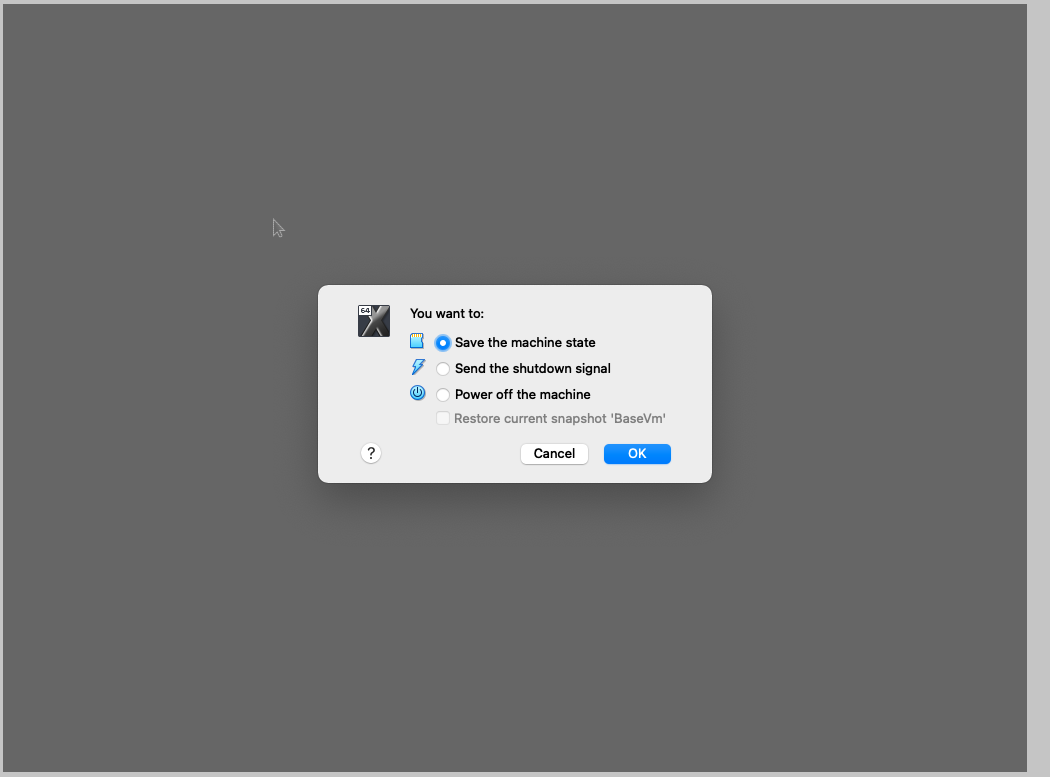 64
You want to:
Save the machine state
Send the shutdown signal
Power off the machine
Restore current snapshot 'BaseVm'
?
Cancel
OK